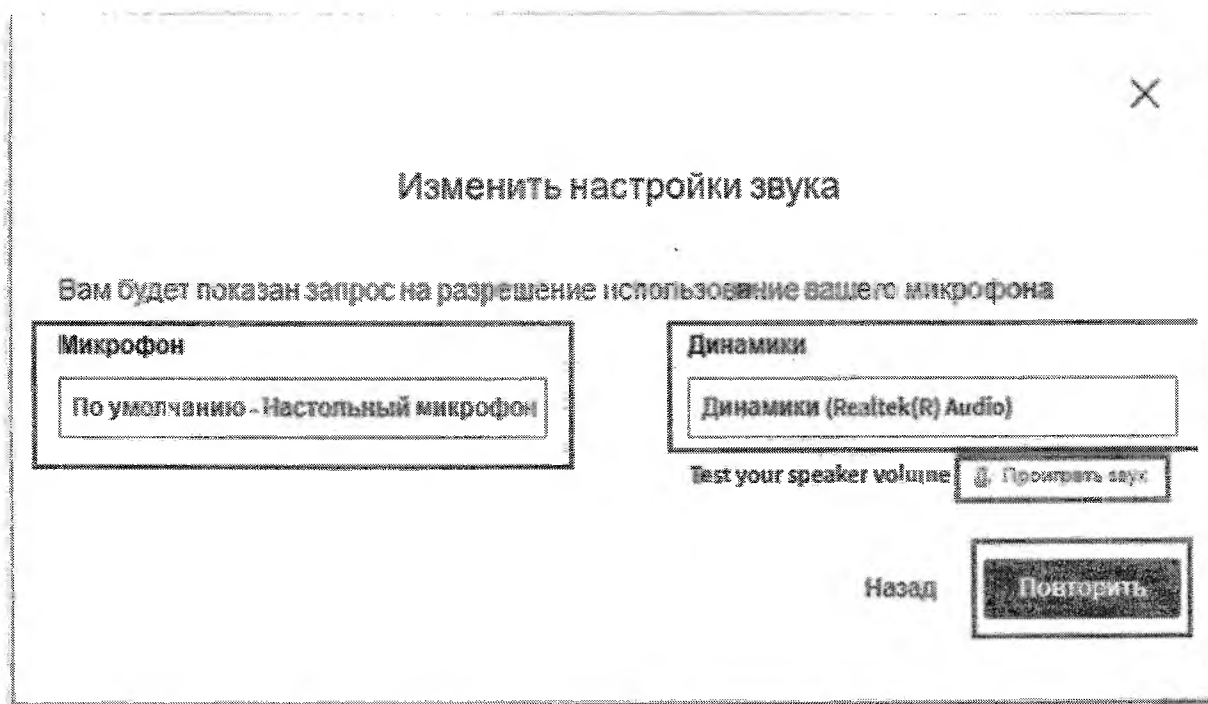 Изменить настройки звука
Вам будет показан запрос на разрешение использование вашего микрофона
Микрофон
По умолчанию - Настольный микрофон
Динамики
Динамики (Realtek(R) Audio)
Test your speaker volume Проиграть звук
Назад
Повторить